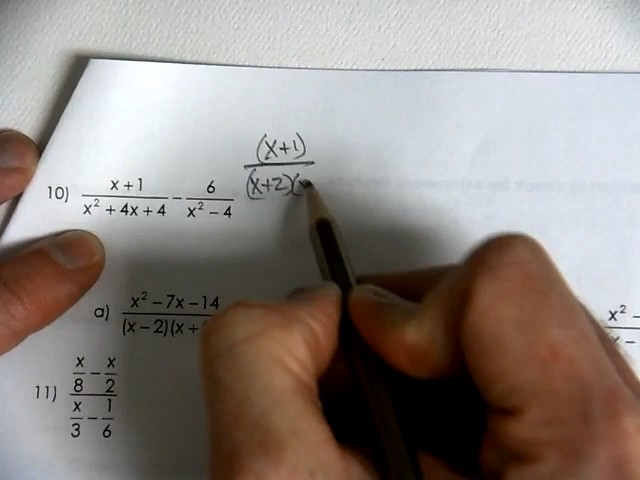 (x+1)
(x+2)(x
10) x+1 / x² + 4x + 4 − 6 / x² − 4
a) x² − 7x − 14 / (x − 2)(x +
x² −
x −
11) x/8 − x/2 / x/3 − 1/6